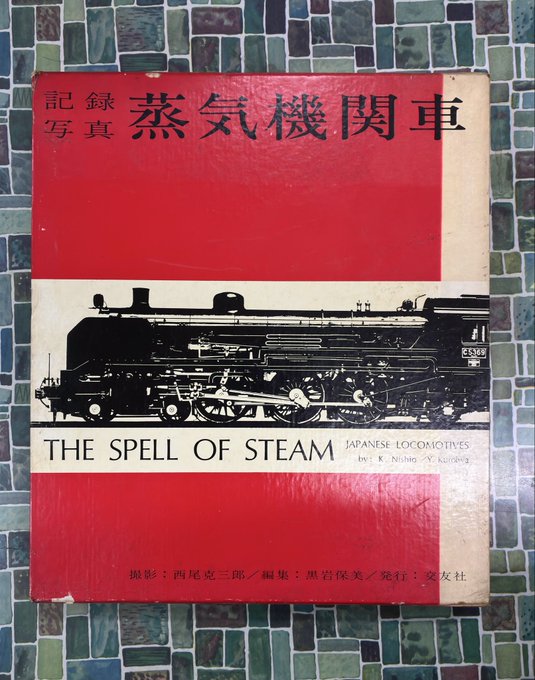 記録
写真
蒸気機関車
C5369
THE SPELL OF STEAM
JAPANESE LOCOMOTIVES
by: K. Nishio / Y. Kuroiwa
撮影：西尾克三郎／編集：黒岩保美／発行：交友社